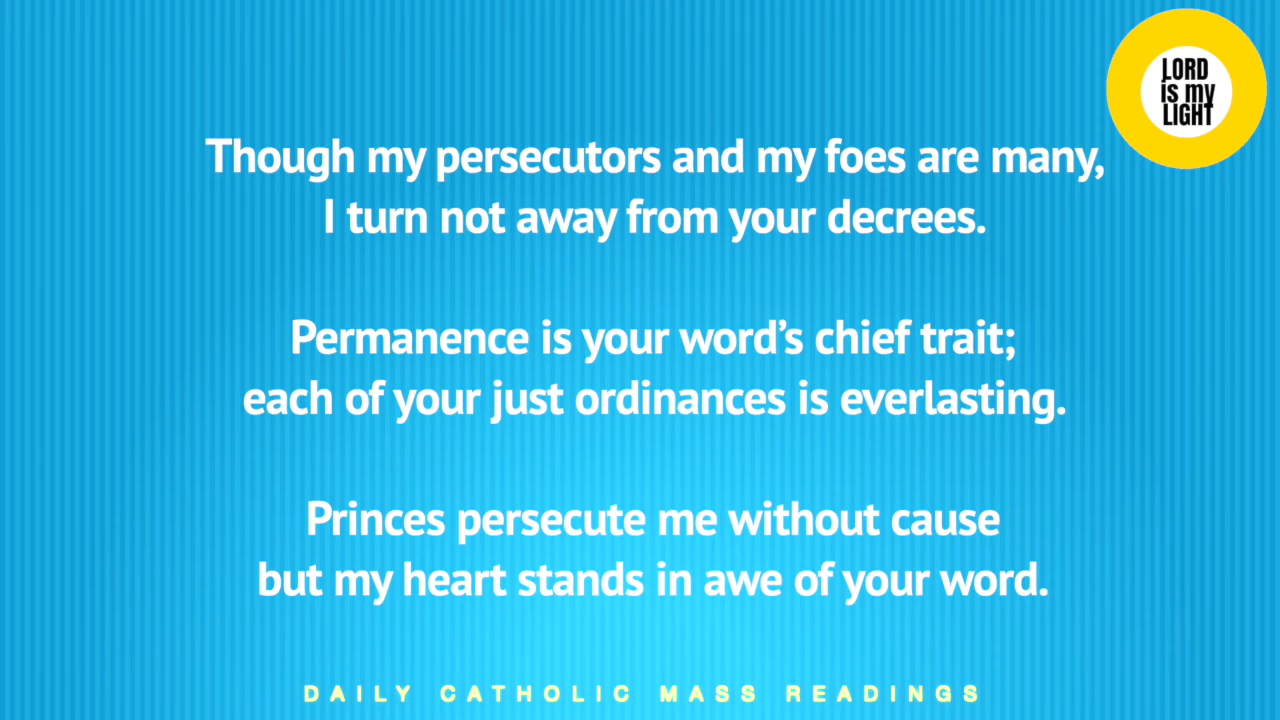 LORD
is my
LIGHT
Though my persecutors and my foes are many,
I turn not away from your decrees.
Permanence is your word’s chief trait;
each of your just ordinances is everlasting.
Princes persecute me without cause
but my heart stands in awe of your word.
DAILY CATHOLIC MASS READINGS